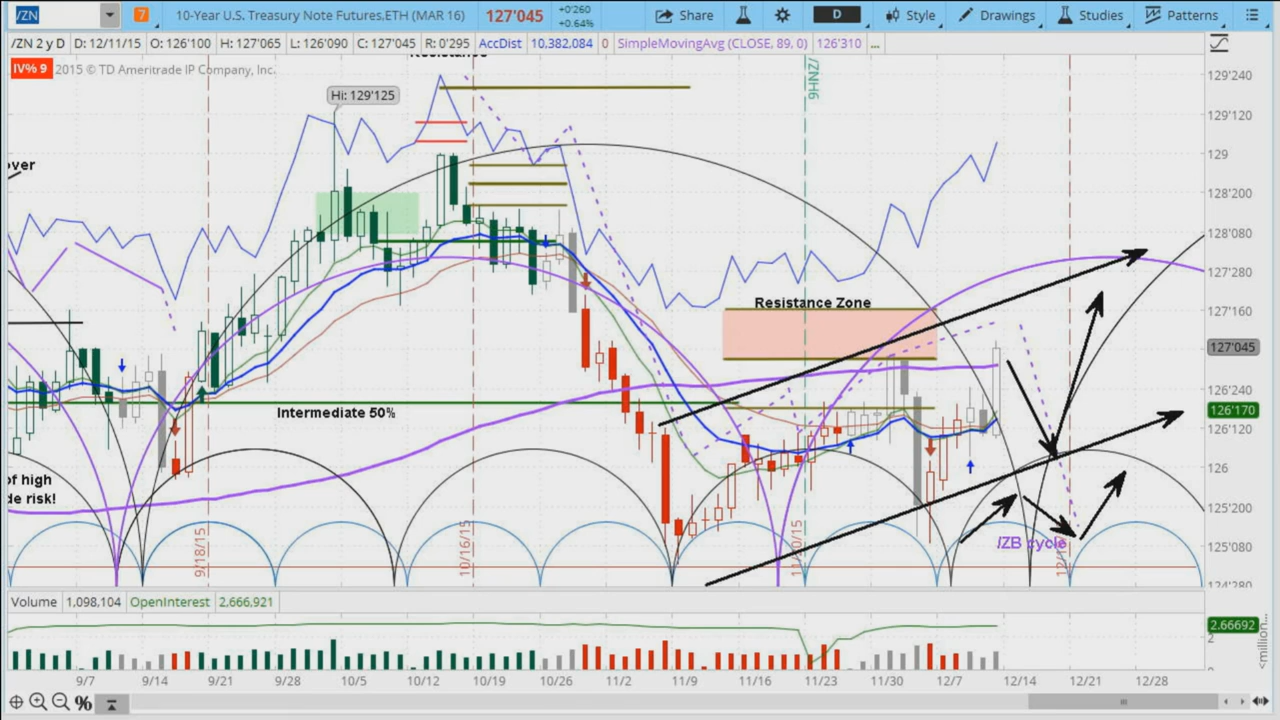 /ZN 7 10-Year U.S. Treasury Note Futures,ETH (MAR 16) 127'045 +0'260 +0.64% Share D Style Drawings Studies Patterns
/ZN 2 y D D: 12/11/15 O: 126'100 H: 127'065 L: 126'090 C: 127'045 R: 0'295 AccDist 10,382,084 0 SimpleMovingAvg (CLOSE, 89, 0) 126'310 ...
IV% 9 2015 © TD Ameritrade IP Company, Inc.
Resistance
Hi: 129'125
/ZNH6
over
Resistance Zone
Intermediate 50%
of high
de risk!
/ZB cycle
9/18/15
10/16/15
129'240
129'120
129
128'200
128'080
127'280
127'160
127'045
126'240
126'170
126'120
126
125'200
125'080
124'280
Volume 1,098,104 OpenInterest 2,666,921
2.66692
2
<million...
9/7 9/14 9/21 9/28 10/5 10/12 10/19 10/26 11/2 11/9 11/16 11/23 11/30 12/7 12/14 12/21 12/28
%